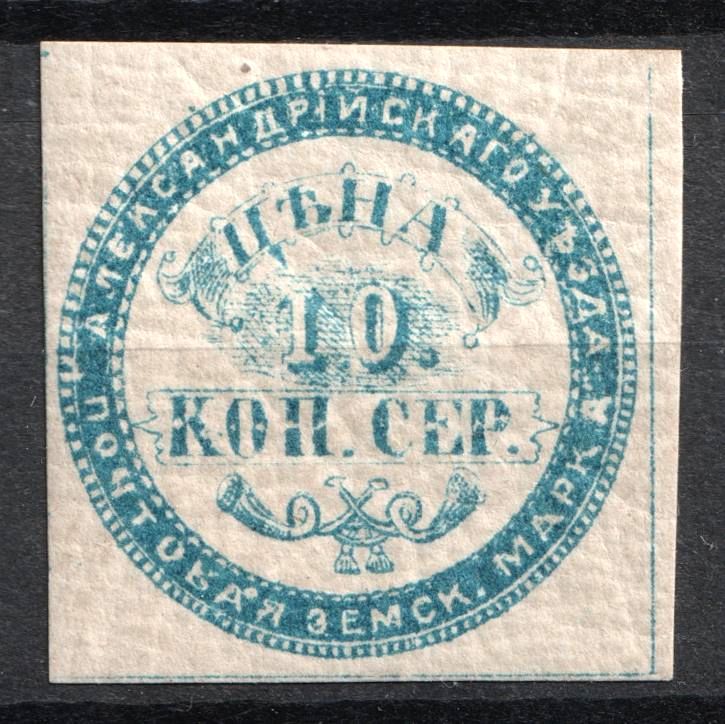 АЛЕКСАНДРІЙСКАГО УѢЗДА
ЦѢНА
10.
КОП. СЕР.
ПОЧТОВАЯ ЗЕМСК. МАРКА